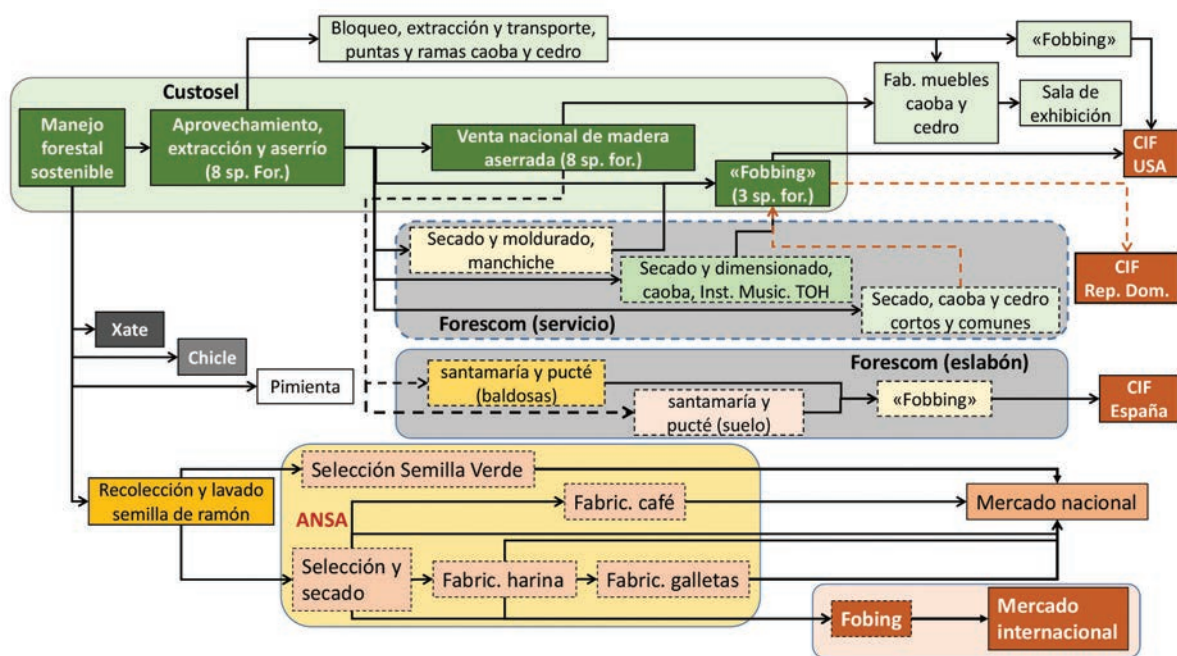 Bloqueo, extracción y transporte,
puntas y ramas caoba y cedro
«Fobbing»
Custosel
Manejo
forestal
sostenible
Aprovechamiento,
extracción y aserrío
(8 sp. For.)
Venta nacional de madera
aserrada (8 sp. for.)
Fab. muebles
caoba y
cedro
Sala de
exhibición
CIF
USA
«Fobbing»
(3 sp. for.)
Secado y moldurado,
manchiche
Secado y dimensionado,
caoba, Inst. Music. TOH
Secado, caoba y cedro
cortos y comunes
Forescom (servicio)
CIF
Rep. Dom.
Xate
Chicle
Pimienta
Forescom (eslabón)
santamaría y pucté
(baldosas)
santamaría y
pucté (suelo)
«Fobbing»
CIF
España
Recolección y lavado
semilla de ramón
Selección Semilla Verde
ANSA
Fabric. café
Mercado nacional
Selección y
secado
Fabric. harina
Fabric. galletas
Fobing
Mercado
internacional